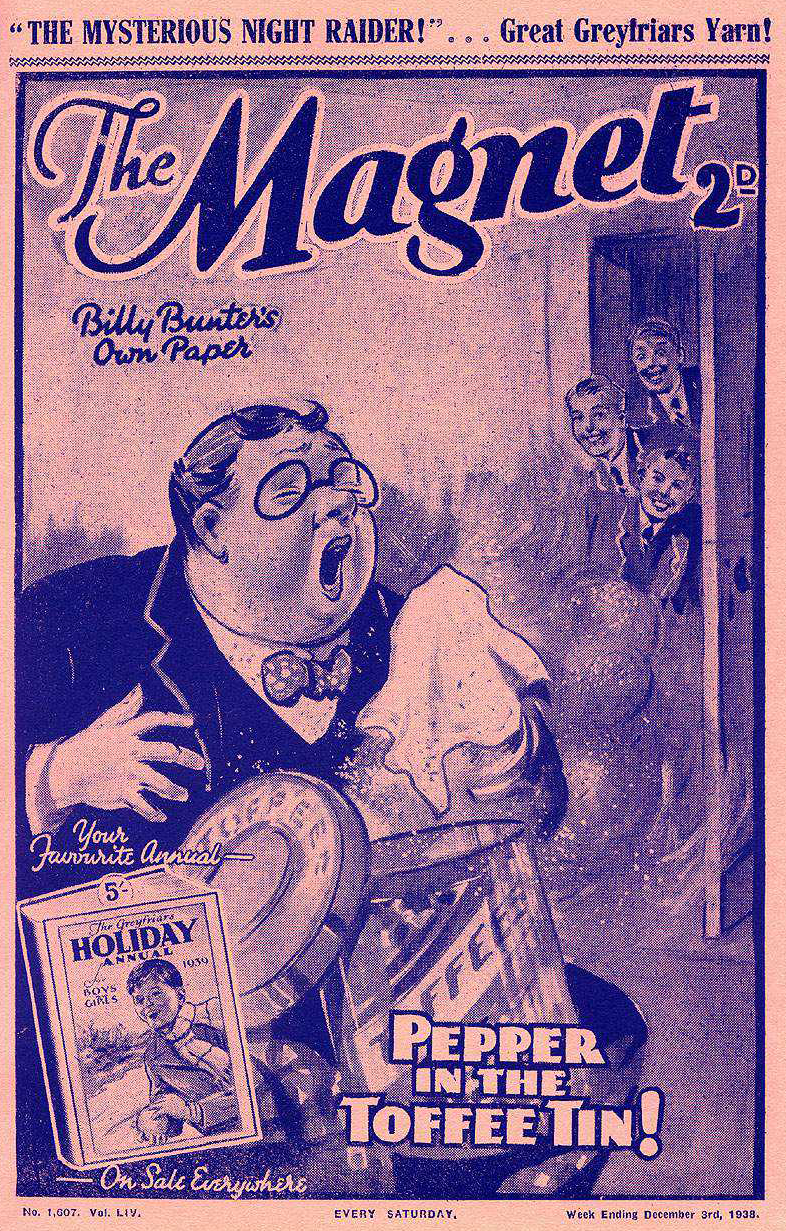 "THE MYSTERIOUS NIGHT RAIDER!" . . . Great Greyfriars Yarn!
The Magnet 2D
Billy Bunter's
Own Paper
Your
Favourite Annual—
5/-
The Greyfriars
HOLIDAY
ANNUAL
1939
for
BOYS
GIRLS
TOFFEE
PEPPER
IN THE
TOFFEE TIN!
— On Sale Everywhere
No. 1,607. Vol. LIV. EVERY SATURDAY. Week Ending December 3rd, 1938.